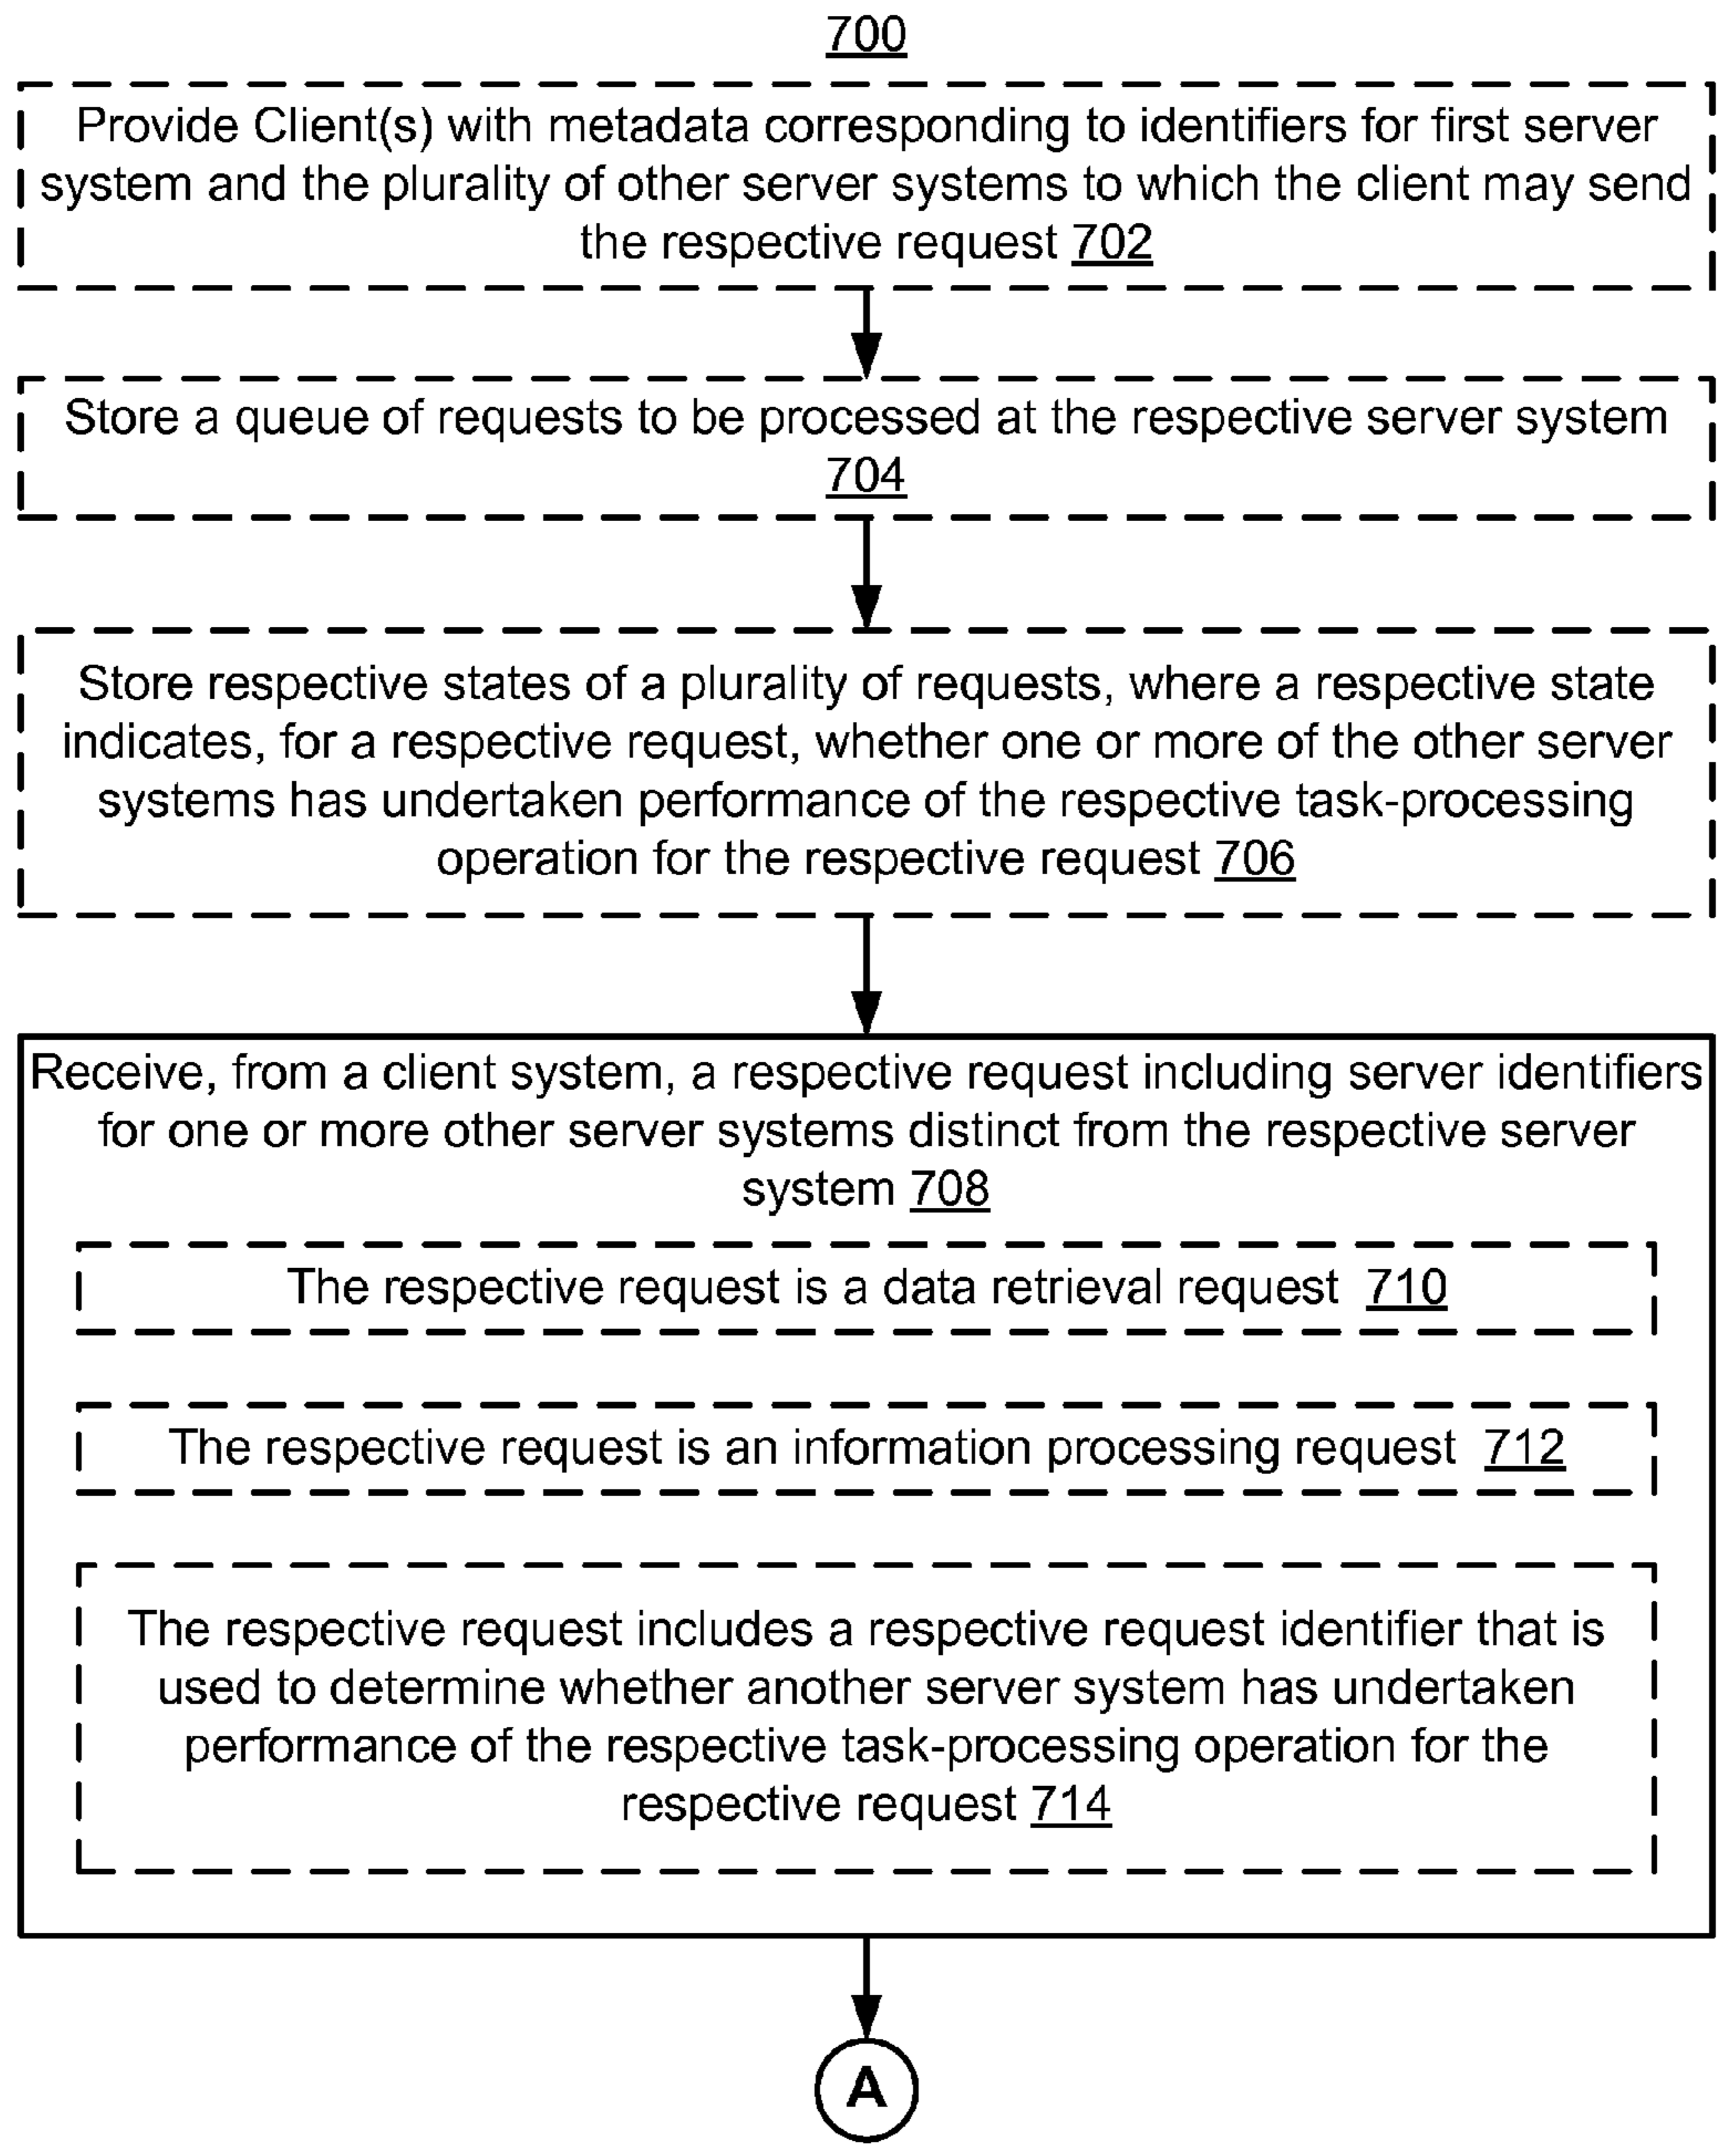 700
Provide Client(s) with metadata corresponding to identifiers for first server
system and the plurality of other server systems to which the client may send
the respective request 702
Store a queue of requests to be processed at the respective server system
704
Store respective states of a plurality of requests, where a respective state
indicates, for a respective request, whether one or more of the other server
systems has undertaken performance of the respective task-processing
operation for the respective request 706
Receive, from a client system, a respective request including server identifiers
for one or more other server systems distinct from the respective server
system 708
The respective request is a data retrieval request 710
The respective request is an information processing request 712
The respective request includes a respective request identifier that is
used to determine whether another server system has undertaken
performance of the respective task-processing operation for the
respective request 714
A